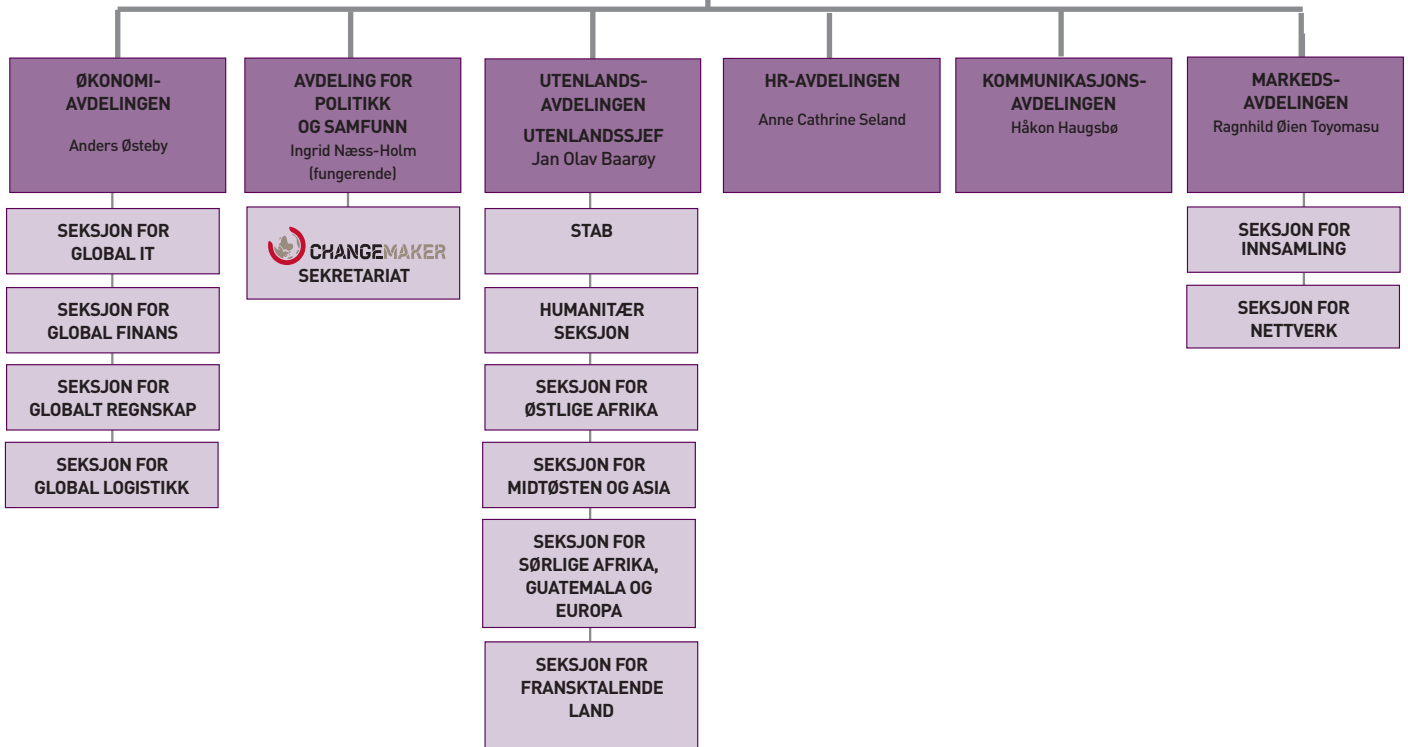 ØKONOMI-
AVDELINGEN
Anders Østeby
SEKSJON FOR
GLOBAL IT
SEKSJON FOR
GLOBAL FINANS
SEKSJON FOR
GLOBALT REGNSKAP
SEKSJON FOR
GLOBAL LOGISTIKK
AVDELING FOR
POLITIKK
OG SAMFUNN
Ingrid Næss-Holm
(fungerende)
CHANGEMAKER
SEKRETARIAT
UTENLANDS-
AVDELINGEN
UTENLANDSSJEF
Jan Olav Baarøy
STAB
HUMANITÆR
SEKSJON
SEKSJON FOR
ØSTLIGE AFRIKA
SEKSJON FOR
MIDTØSTEN OG ASIA
SEKSJON FOR
SØRLIGE AFRIKA,
GUATEMALA OG
EUROPA
SEKSJON FOR
FRANSKTALENDE
LAND
HR-AVDELINGEN
Anne Cathrine Seland
KOMMUNIKASJONS-
AVDELINGEN
Håkon Haugsbø
MARKEDS-
AVDELINGEN
Ragnhild Øien Toyomasu
SEKSJON FOR
INNSAMLING
SEKSJON FOR
NETTVERK